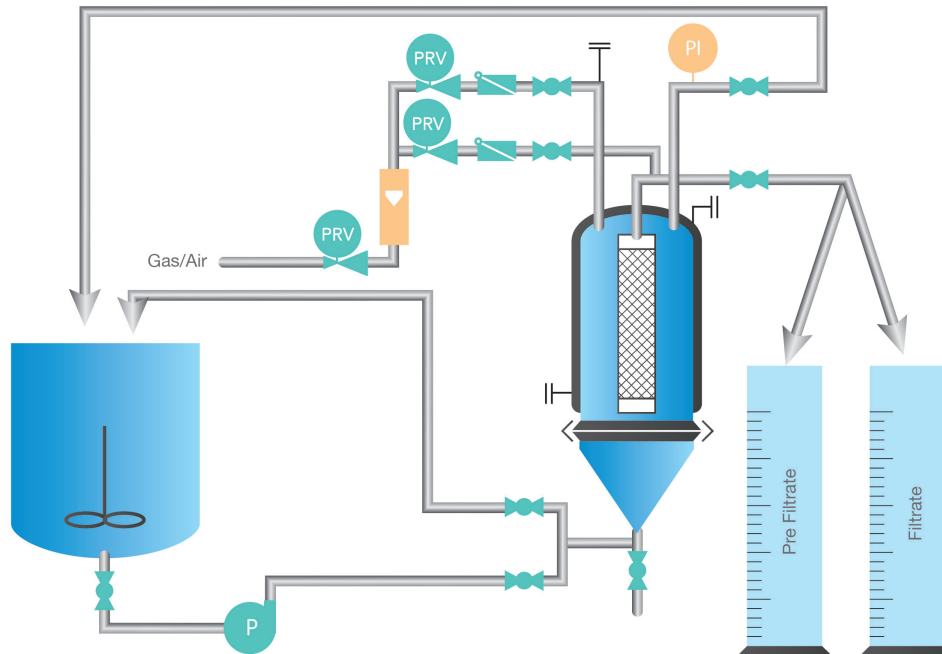 PRV
PI
PRV
PRV
Gas/Air
P
Pre Filtrate
Filtrate